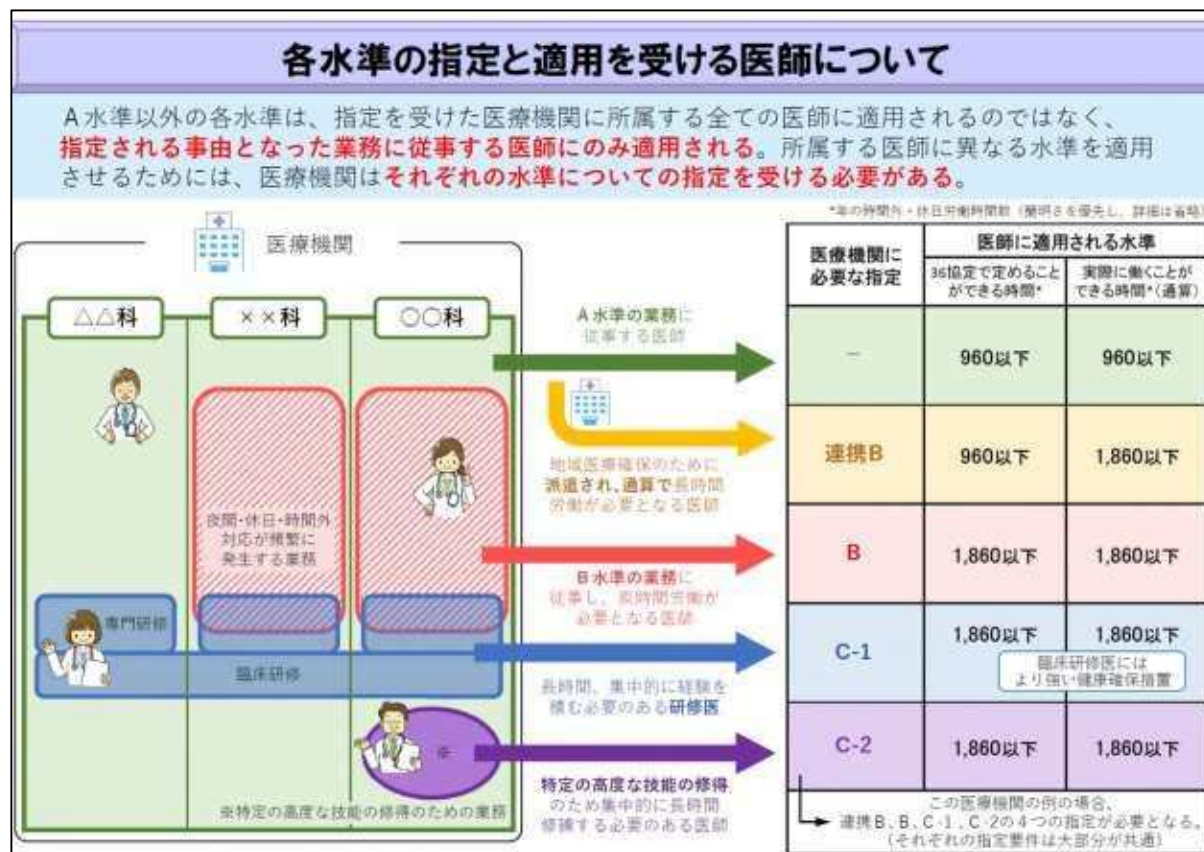 各水準の指定と適用を受ける医師について
A水準以外の各水準は、指定を受けた医療機関に所属する全ての医師に適用されるのではなく、
指定される事由となった業務に従事する医師にのみ適用される。所属する医師に異なる水準を適用
させるためには、医療機関はそれぞれの水準についての指定を受ける必要がある。
*年の時間外・休日労働時間数（簡明さを優先し、詳細は省略）
医療機関
△△科
××科
○○科
夜間・休日・時間外
対応が頻繁に
発生する業務
専門研修
臨床研修
※
※特定の高度な技能の修得のための業務
A水準の業務に
従事する医師
地域医療確保のために
派遣され、通算で長時間
労働が必要となる医師
B水準の業務に
従事し、長時間労働が
必要となる医師
長時間、集中的に経験を
積む必要のある研修医
特定の高度な技能の修得
のため集中的に長時間
修練する必要のある医師
医療機関に
必要な指定
医師に適用される水準
36協定で定めること
ができる時間*
実際に働くことが
できる時間*(通算)
－ 960以下 960以下
連携B 960以下 1,860以下
B 1,860以下 1,860以下
C-1 1,860以下 1,860以下
臨床研修医には
より強い健康確保措置
C-2 1,860以下 1,860以下
この医療機関の例の場合、
連携B、B、C-1、C-2の4つの指定が必要となる。
（それぞれの指定要件は大部分が共通）